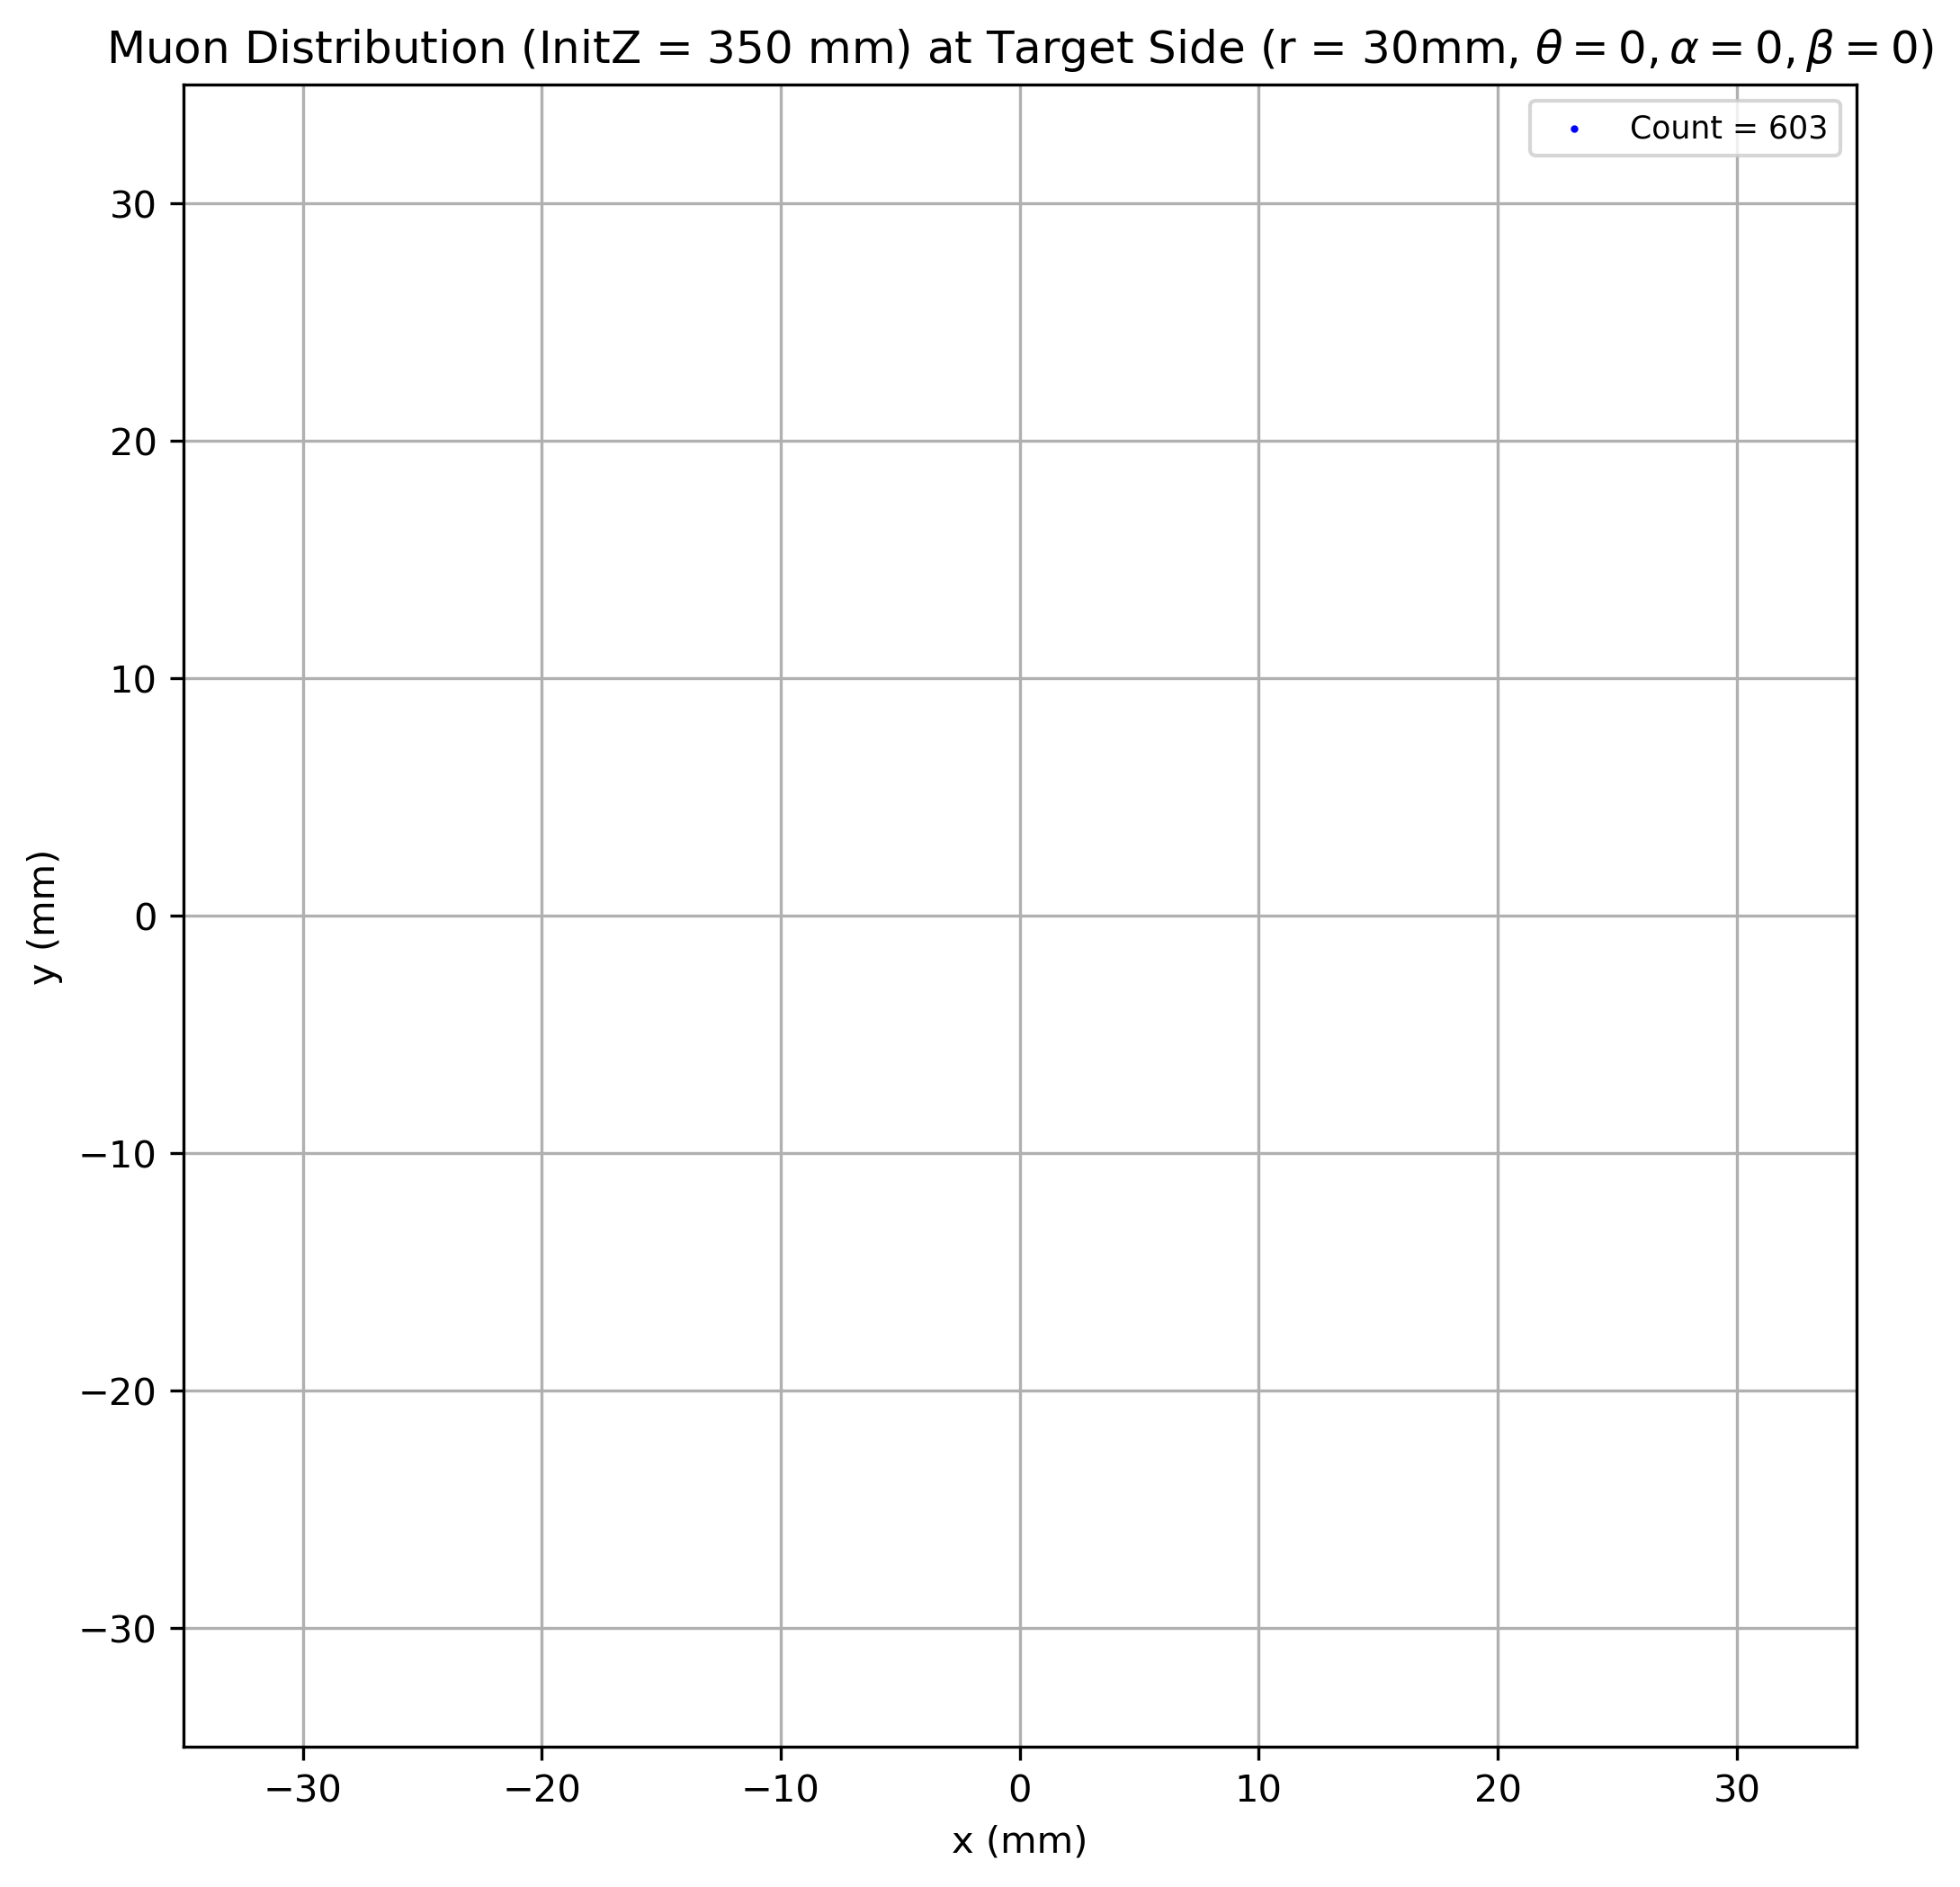 Muon Distribution (InitZ = 350 mm) at Target Side (r = 30mm, θ = 0, α = 0, β = 0)
Count = 603
30
20
10
0
−10
−20
−30
y (mm)
−30 −20 −10 0 10 20 30
x (mm)